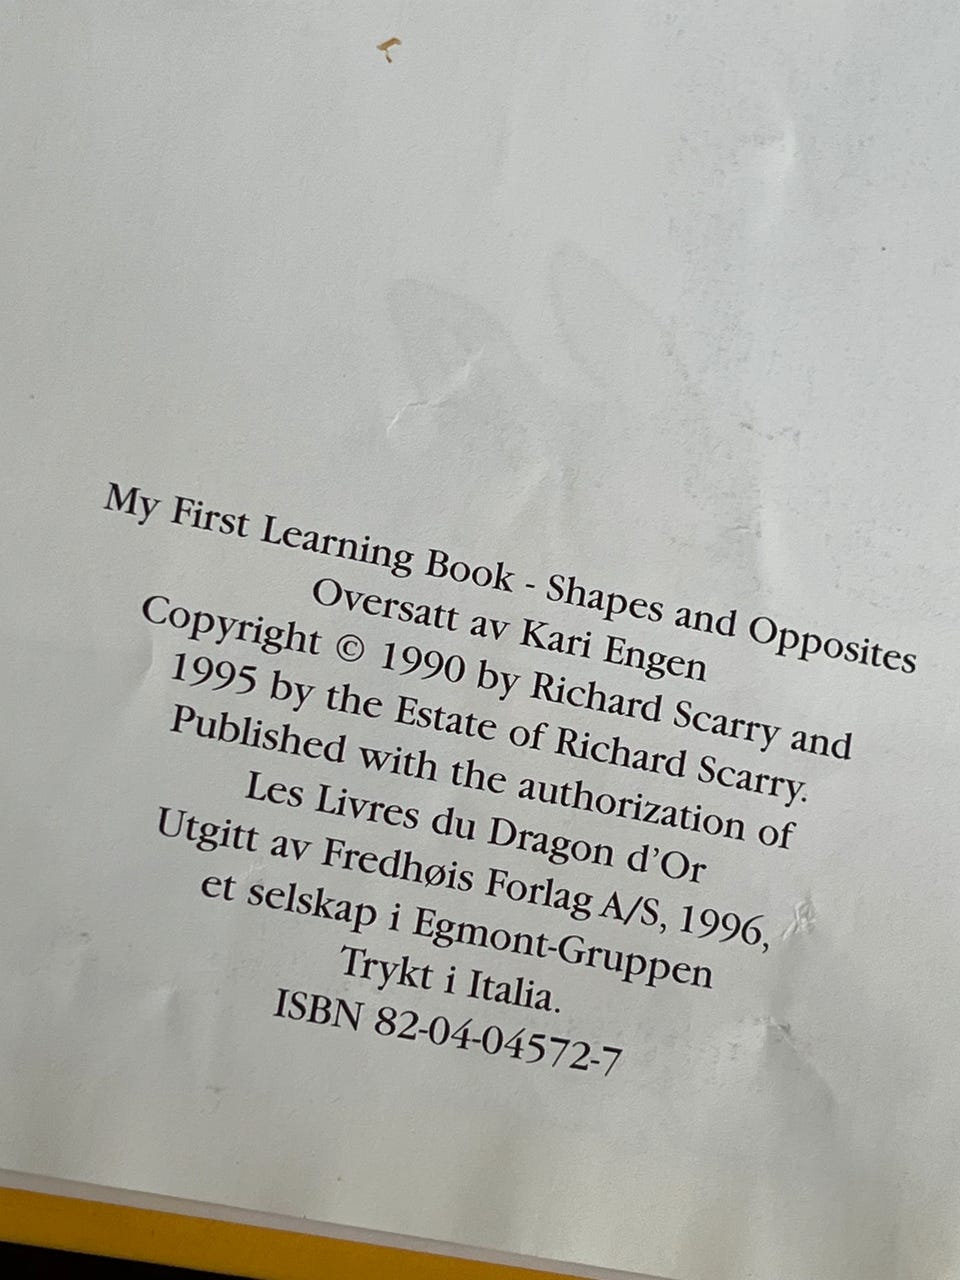 My First Learning Book - Shapes and Opposites
Oversatt av Kari Engen
Copyright © 1990 by Richard Scarry and
1995 by the Estate of Richard Scarry.
Published with the authorization of
Les Livres du Dragon d'Or
Utgitt av Fredhøis Forlag A/S, 1996,
et selskap i Egmont-Gruppen
Trykt i Italia.
ISBN 82-04-04572-7